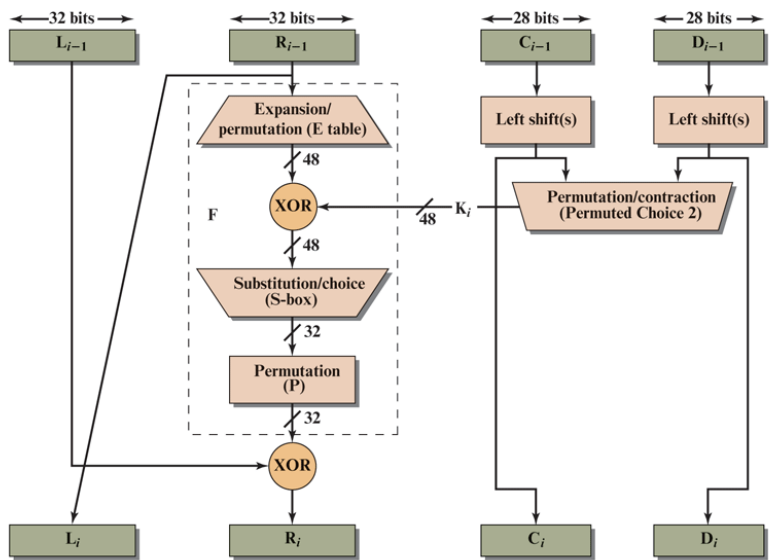 32 bits
32 bits
28 bits
28 bits
Lᵢ₋₁
Rᵢ₋₁
Cᵢ₋₁
Dᵢ₋₁
Expansion/
permutation (E table)
Left shift(s)
Left shift(s)
48
F
XOR
48
Kᵢ
Permutation/contraction
(Permuted Choice 2)
48
Substitution/choice
(S-box)
32
Permutation
(P)
32
XOR
Lᵢ
Rᵢ
Cᵢ
Dᵢ